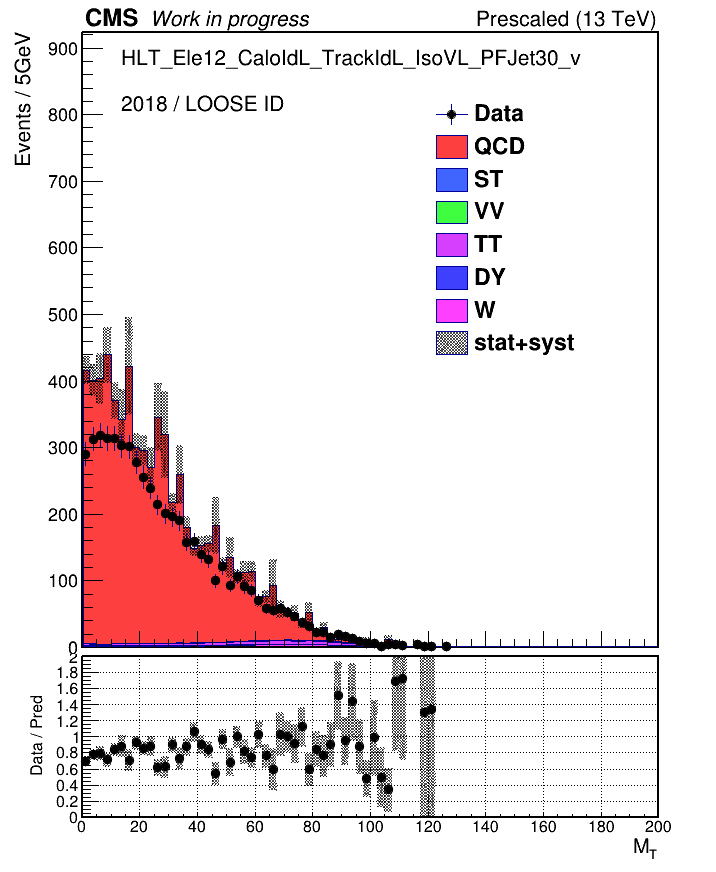 CMS Work in progress Prescaled (13 TeV)
Events / 5GeV
HLT_Ele12_CaloIdL_TrackIdL_IsoVL_PFJet30_v
2018 / LOOSE ID
Data
QCD
ST
VV
TT
DY
W
stat+syst
900
800
700
600
500
400
300
200
100
0
Data / Pred
2
1.8
1.6
1.4
1.2
1
0.8
0.6
0.4
0.2
0
0 20 40 60 80 100 120 140 160 180 200
M_T